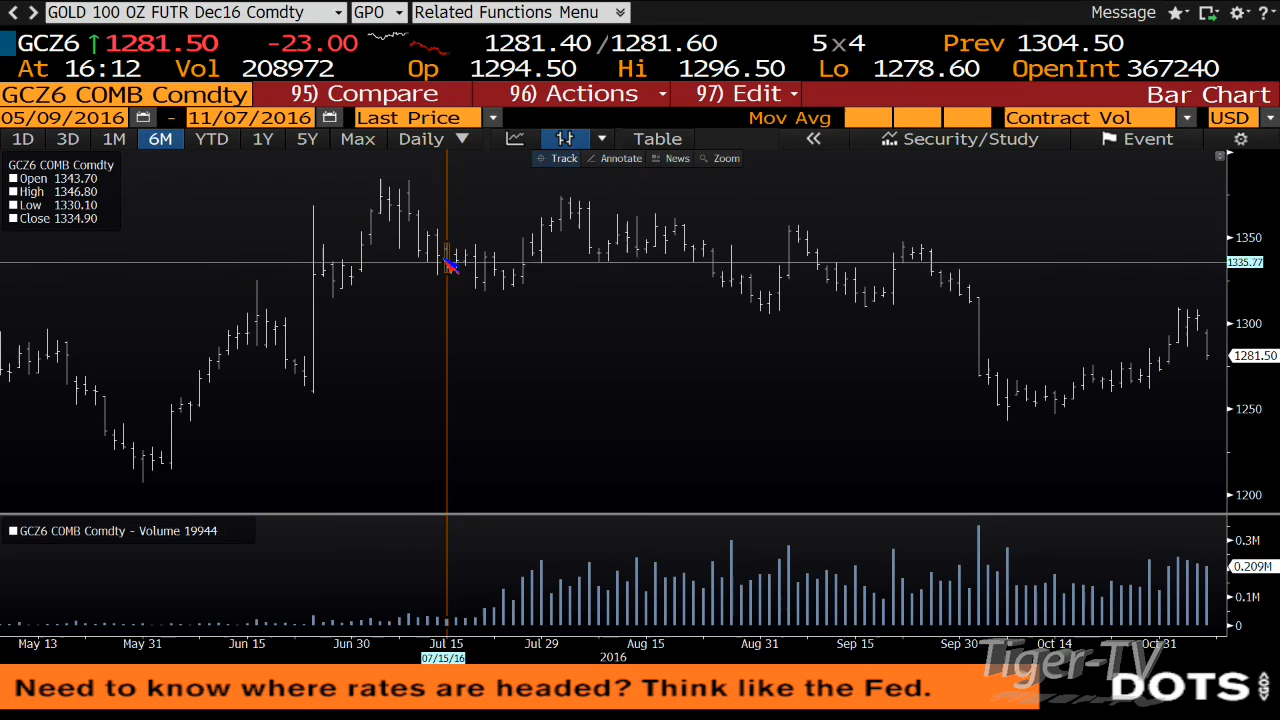 GOLD 100 OZ FUTR Dec16 Comdty GPO Related Functions Menu Message
GCZ6 1281.50 -23.00 1281.40/1281.60 5x4 Prev 1304.50
At 16:12 Vol 208972 Op 1294.50 Hi 1296.50 Lo 1278.60 OpenInt 367240
GCZ6 COMB Comdty 95) Compare 96) Actions 97) Edit Bar Chart
05/09/2016 - 11/07/2016 Last Price Mov Avg Contract Vol USD
1D 3D 1M 6M YTD 1Y 5Y Max Daily Table Security/Study Event
Track Annotate News Zoom
GCZ6 COMB Comdty
Open 1343.70
High 1346.80
Low 1330.10
Close 1334.90
1350
1335.77
1300
1281.50
1250
1200
GCZ6 COMB Comdty - Volume 19944
0.3M
0.209M
0.1M
0
May 13 May 31 Jun 15 Jun 30 Jul 15 Jul 29 Aug 15 Aug 31 Sep 15 Sep 30 Oct 14 Oct 31
07/15/16 2016
Tiger-TV
Need to know where rates are headed? Think like the Fed.
DOTS